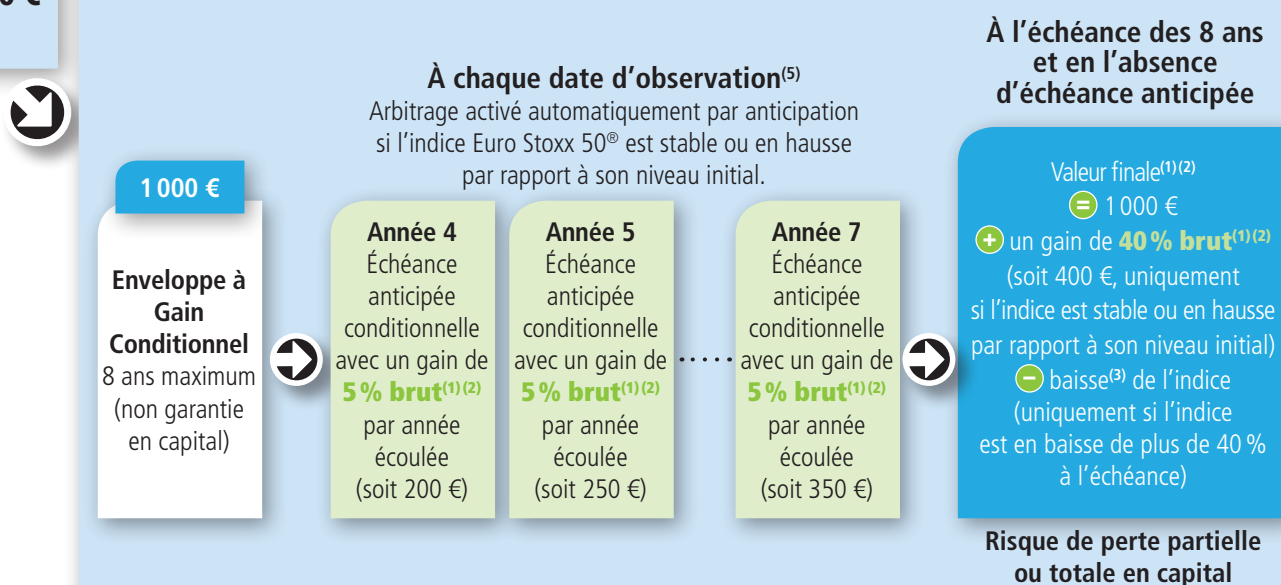 €
À chaque date d'observation(5)
Arbitrage activé automatiquement par anticipation
si l'indice Euro Stoxx 50® est stable ou en hausse
par rapport à son niveau initial.
1 000 €
Enveloppe à
Gain
Conditionnel
8 ans maximum
(non garantie
en capital)
Année 4
Échéance
anticipée
conditionnelle
avec un gain de
5 % brut(1)(2)
par année
écoulée
(soit 200 €)
Année 5
Échéance
anticipée
conditionnelle
avec un gain de
5 % brut(1)(2)
par année
écoulée
(soit 250 €)
......
Année 7
Échéance
anticipée
conditionnelle
avec un gain de
5 % brut(1)(2)
par année
écoulée
(soit 350 €)
À l'échéance des 8 ans
et en l'absence
d'échéance anticipée
Valeur finale(1)(2)
= 1 000 €
+ un gain de 40 % brut(1)(2)
(soit 400 €, uniquement
si l'indice est stable ou en hausse
par rapport à son niveau initial)
− baisse(3) de l'indice
(uniquement si l'indice
est en baisse de plus de 40 %
à l'échéance)
Risque de perte partielle
ou totale en capital